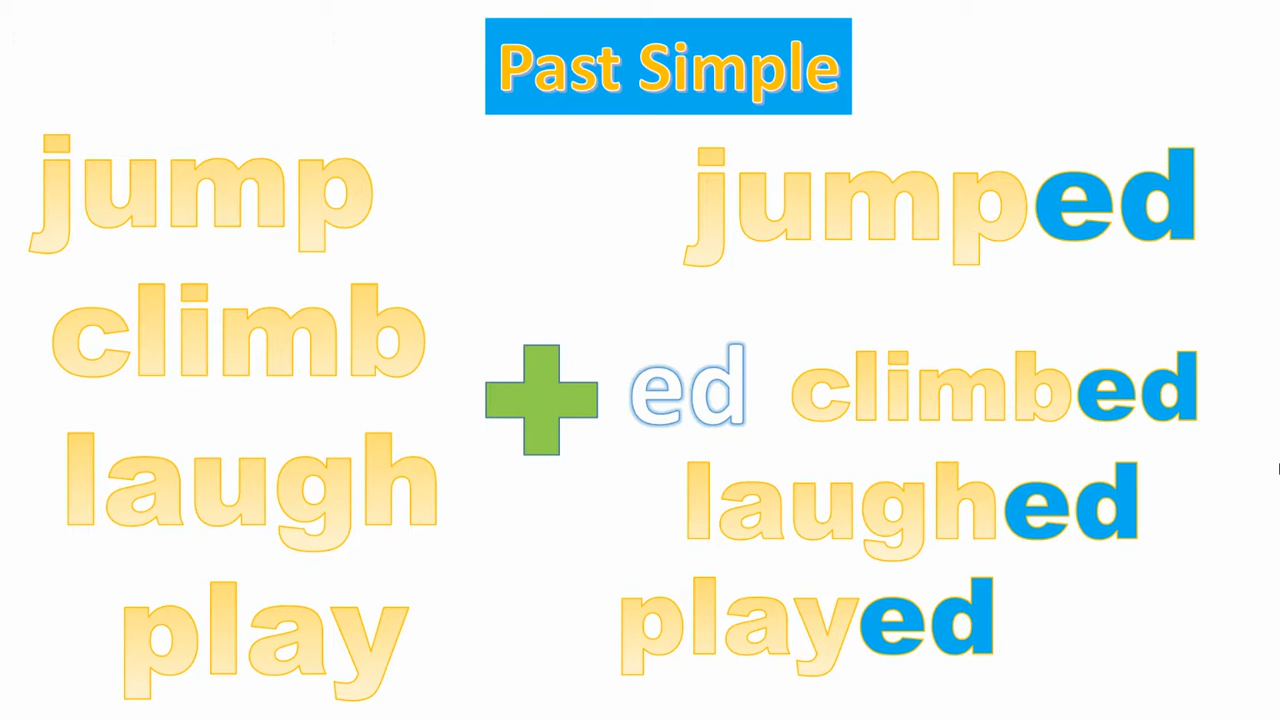 Past Simple
jump
climb
laugh
play
ed
jumped
climbed
laughed
played